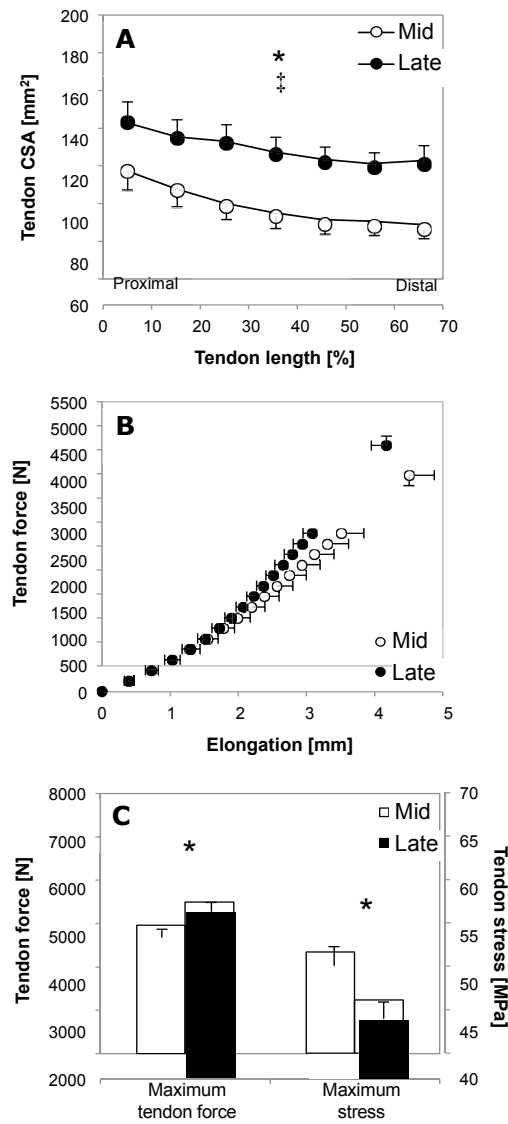 A
Mid
Late
*
‡
Tendon CSA [mm²]
200
180
160
140
120
100
80
60
Proximal
Distal
0 10 20 30 40 50 60 70
Tendon length [%]
B
Tendon force [N]
5500
5000
4500
4000
3500
3000
2500
2000
1500
1000
500
0
Mid
Late
0 1 2 3 4 5
Elongation [mm]
C
Mid
Late
*
*
Tendon force [N]
8000
7000
6000
5000
4000
3000
2000
Tendon stress [MPa]
70
65
60
55
50
45
40
Maximum
tendon force
Maximum
stress